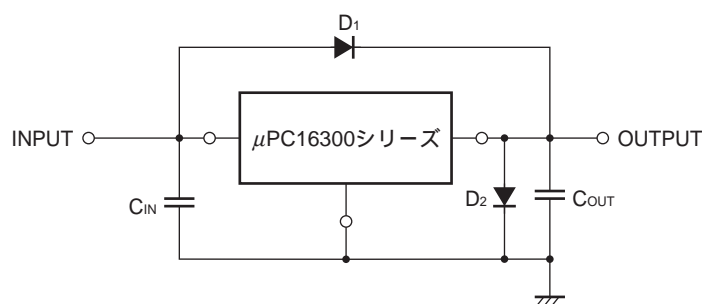 D1
INPUT
μPC16300シリーズ
OUTPUT
CIN
D2
COUT